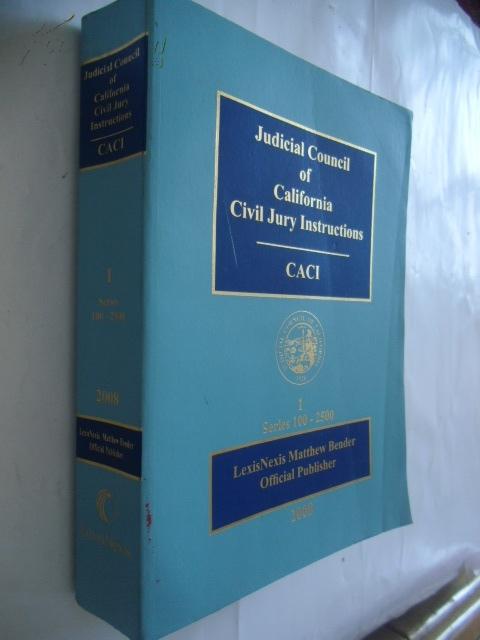 Judicial Council
of
California
Civil Jury
Instructions
CACI
1
Series
100 - 2500
2008
LexisNexis Matthew Bender
Official Publisher
LexisNexis
Judicial Council
of
California
Civil Jury Instructions
CACI
1
Series 100 - 2500
LexisNexis Matthew Bender
Official Publisher
2008